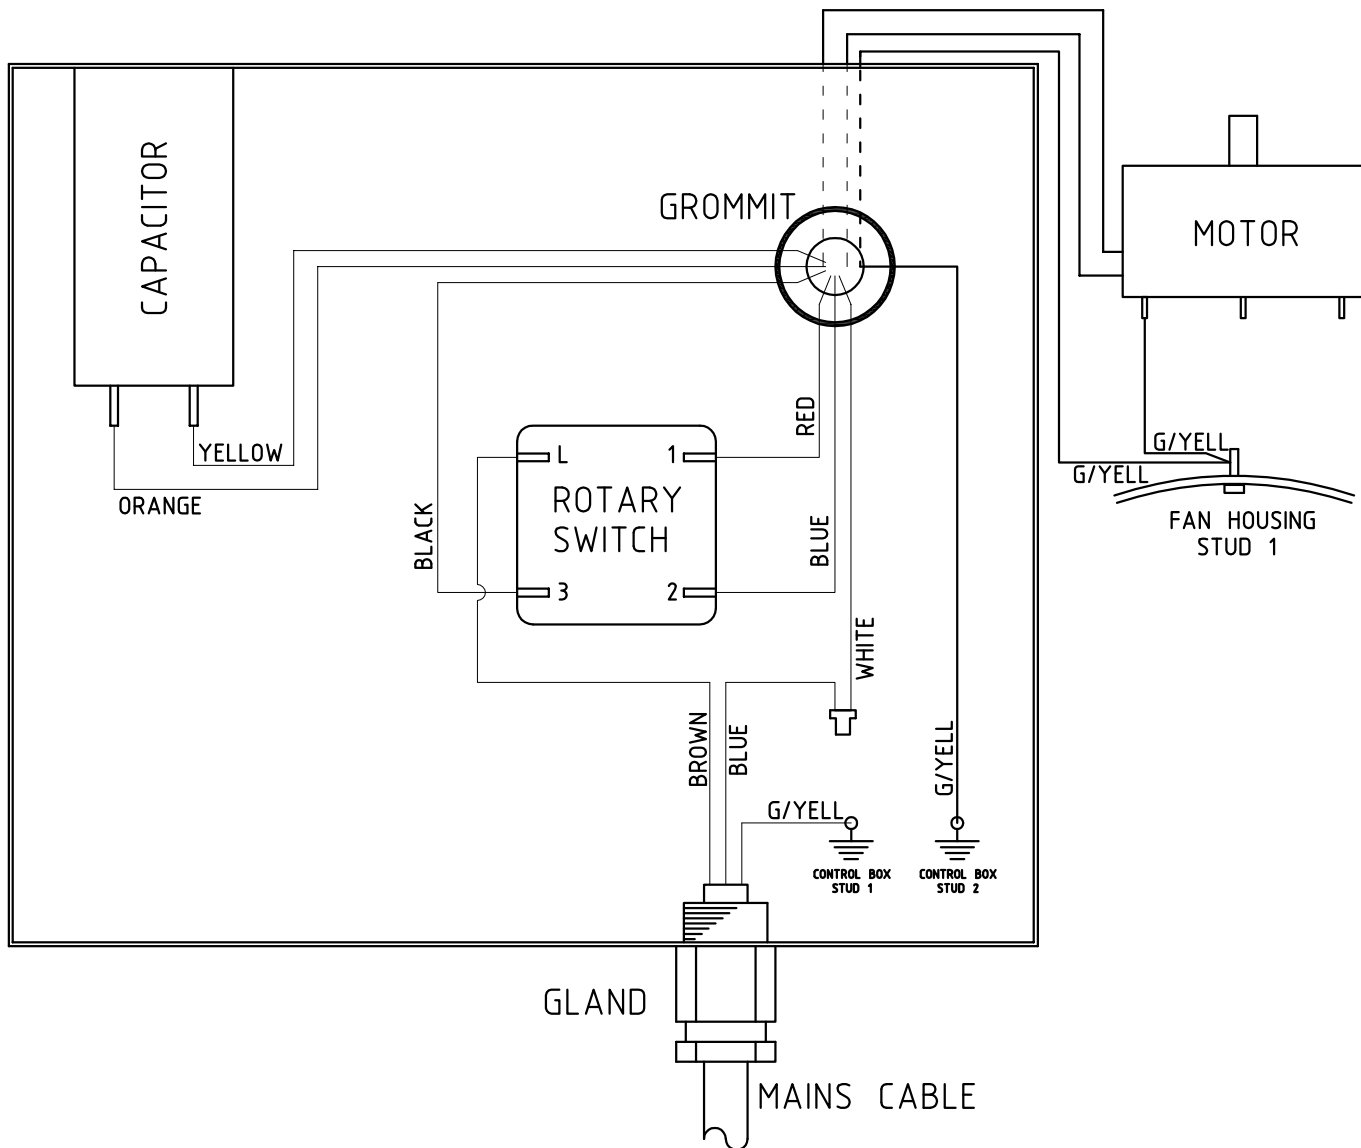 GROMMIT
CAPACITOR
MOTOR
RED
G/YELL
YELLOW
L
1
G/YELL
ORANGE
ROTARY
SWITCH
BLACK
BLUE
FAN HOUSING
STUD 1
3
2
WHITE
BROWN
BLUE
G/YELL
G/YELL
CONTROL BOX
STUD 1
CONTROL BOX
STUD 2
GLAND
MAINS CABLE